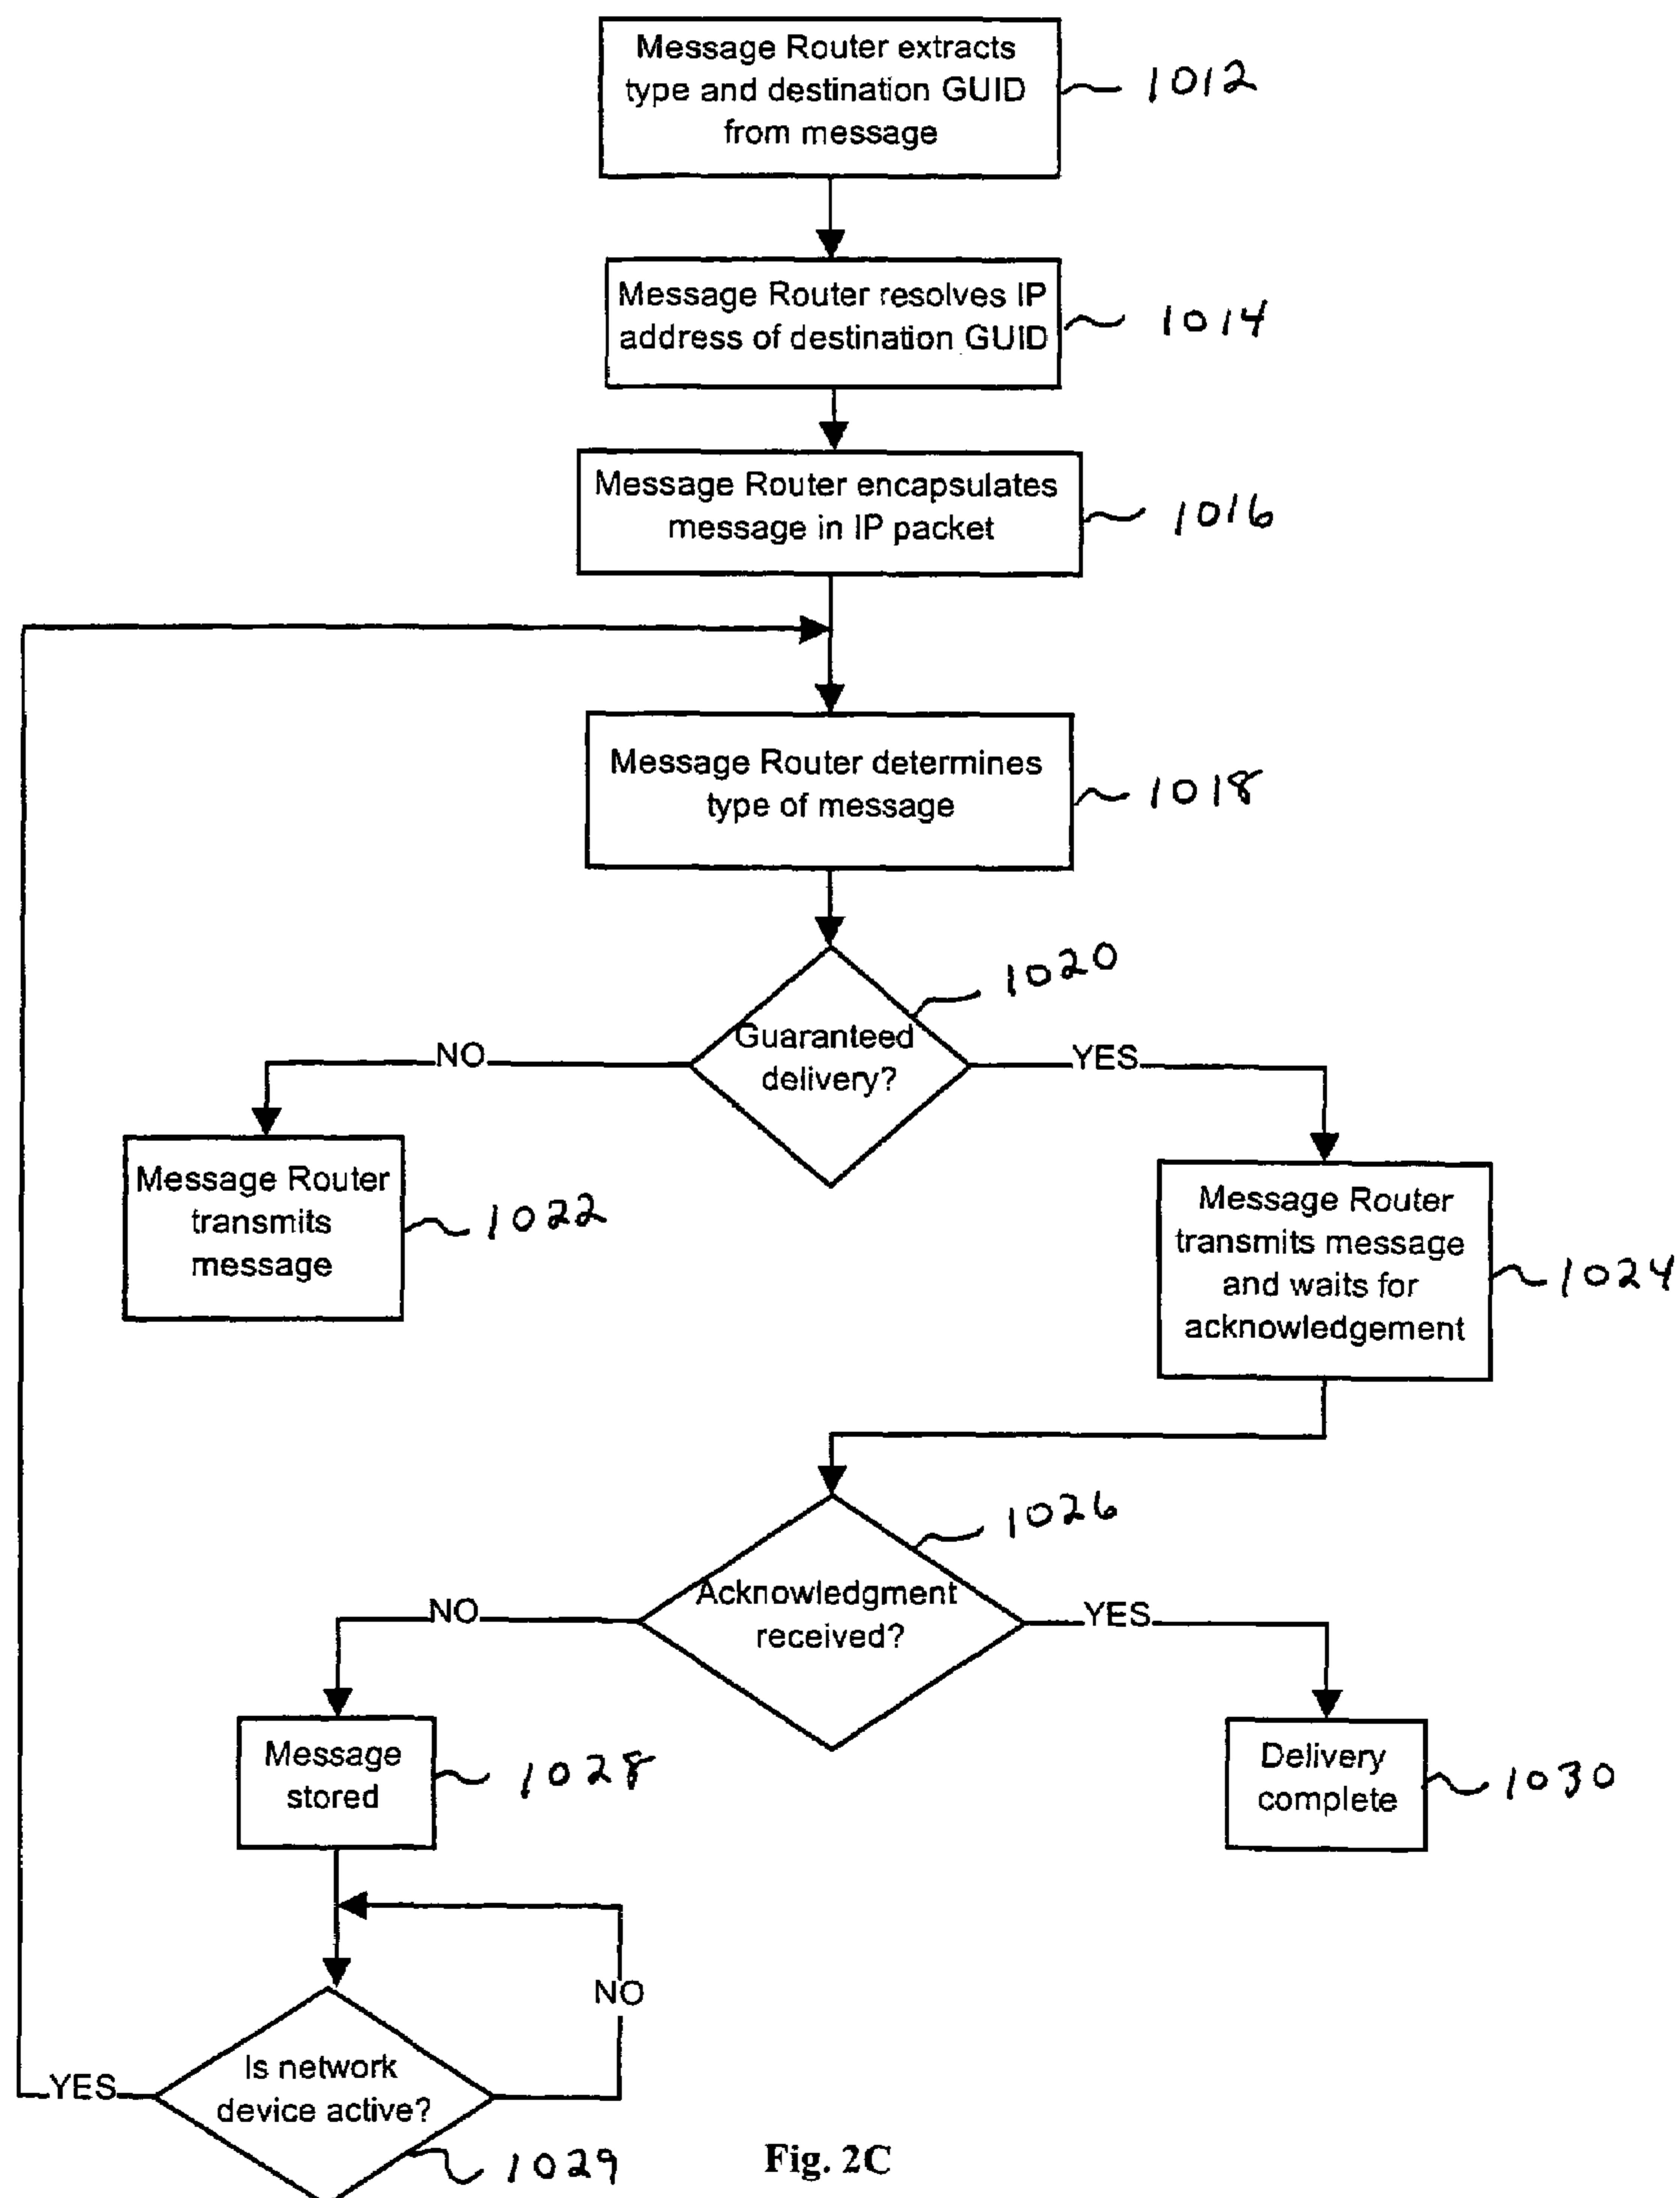 Message Router extracts
type and destination GUID
from message
1012
Message Router resolves IP
address of destination GUID
1014
Message Router encapsulates
message in IP packet
1016
Message Router determines
type of message
1018
1020
Guaranteed
delivery?
NO
YES
Message Router
transmits
message
1022
Message Router
transmits message
and waits for
acknowledgement
1024
1026
Acknowledgment
received?
NO
YES
Message
stored
1028
Delivery
complete
1030
NO
Is network
device active?
YES
1029
Fig. 2C